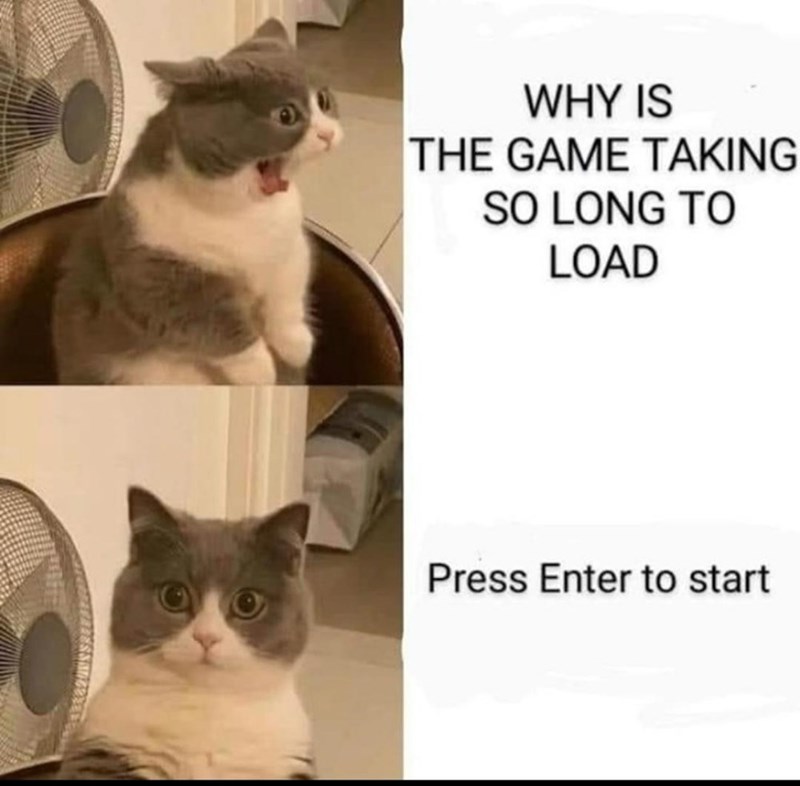 WHY IS
THE GAME TAKING
SO LONG TO
LOAD
Press Enter to start